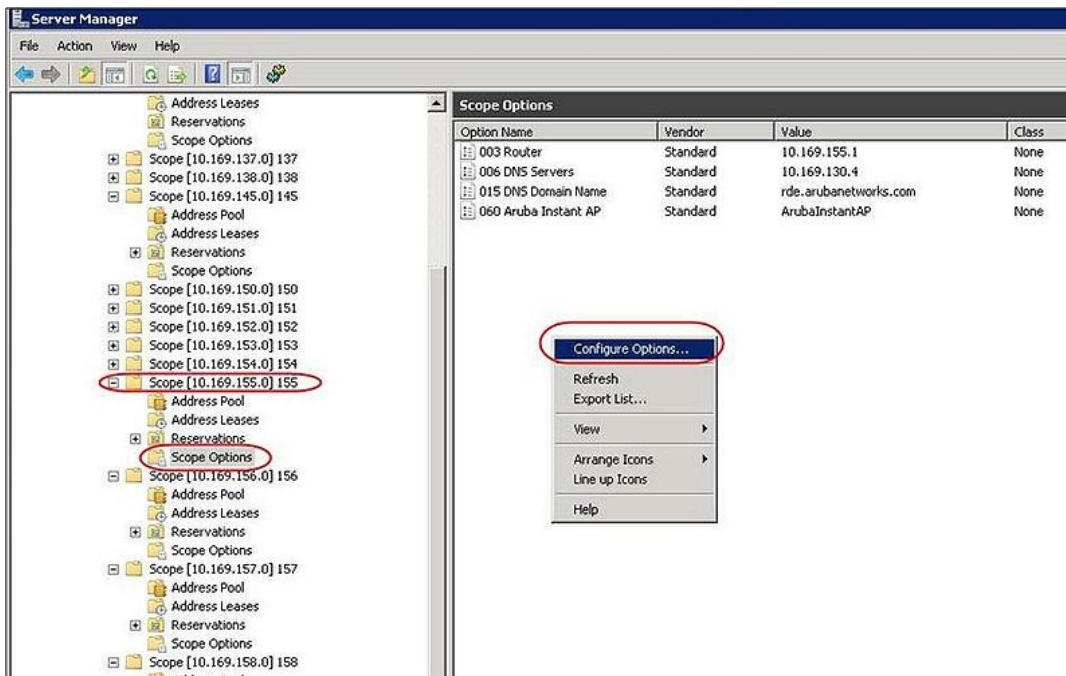 Server Manager
File Action View Help
Address Leases
Reservations
Scope Options
Scope [10.169.137.0] 137
Scope [10.169.138.0] 138
Scope [10.169.145.0] 145
Address Pool
Address Leases
Reservations
Scope Options
Scope [10.169.150.0] 150
Scope [10.169.151.0] 151
Scope [10.169.152.0] 152
Scope [10.169.153.0] 153
Scope [10.169.154.0] 154
Scope [10.169.155.0] 155
Address Pool
Address Leases
Reservations
Scope Options
Scope [10.169.156.0] 156
Address Pool
Address Leases
Reservations
Scope Options
Scope [10.169.157.0] 157
Address Pool
Address Leases
Reservations
Scope Options
Scope [10.169.158.0] 158
Scope Options
Option Name Vendor Value Class
003 Router Standard 10.169.155.1 None
006 DNS Servers Standard 10.169.130.4 None
015 DNS Domain Name Standard rde.arubanetworks.com None
060 Aruba Instant AP Standard ArubaInstantAP None
Configure Options...
Refresh
Export List...
View
Arrange Icons
Line up Icons
Help